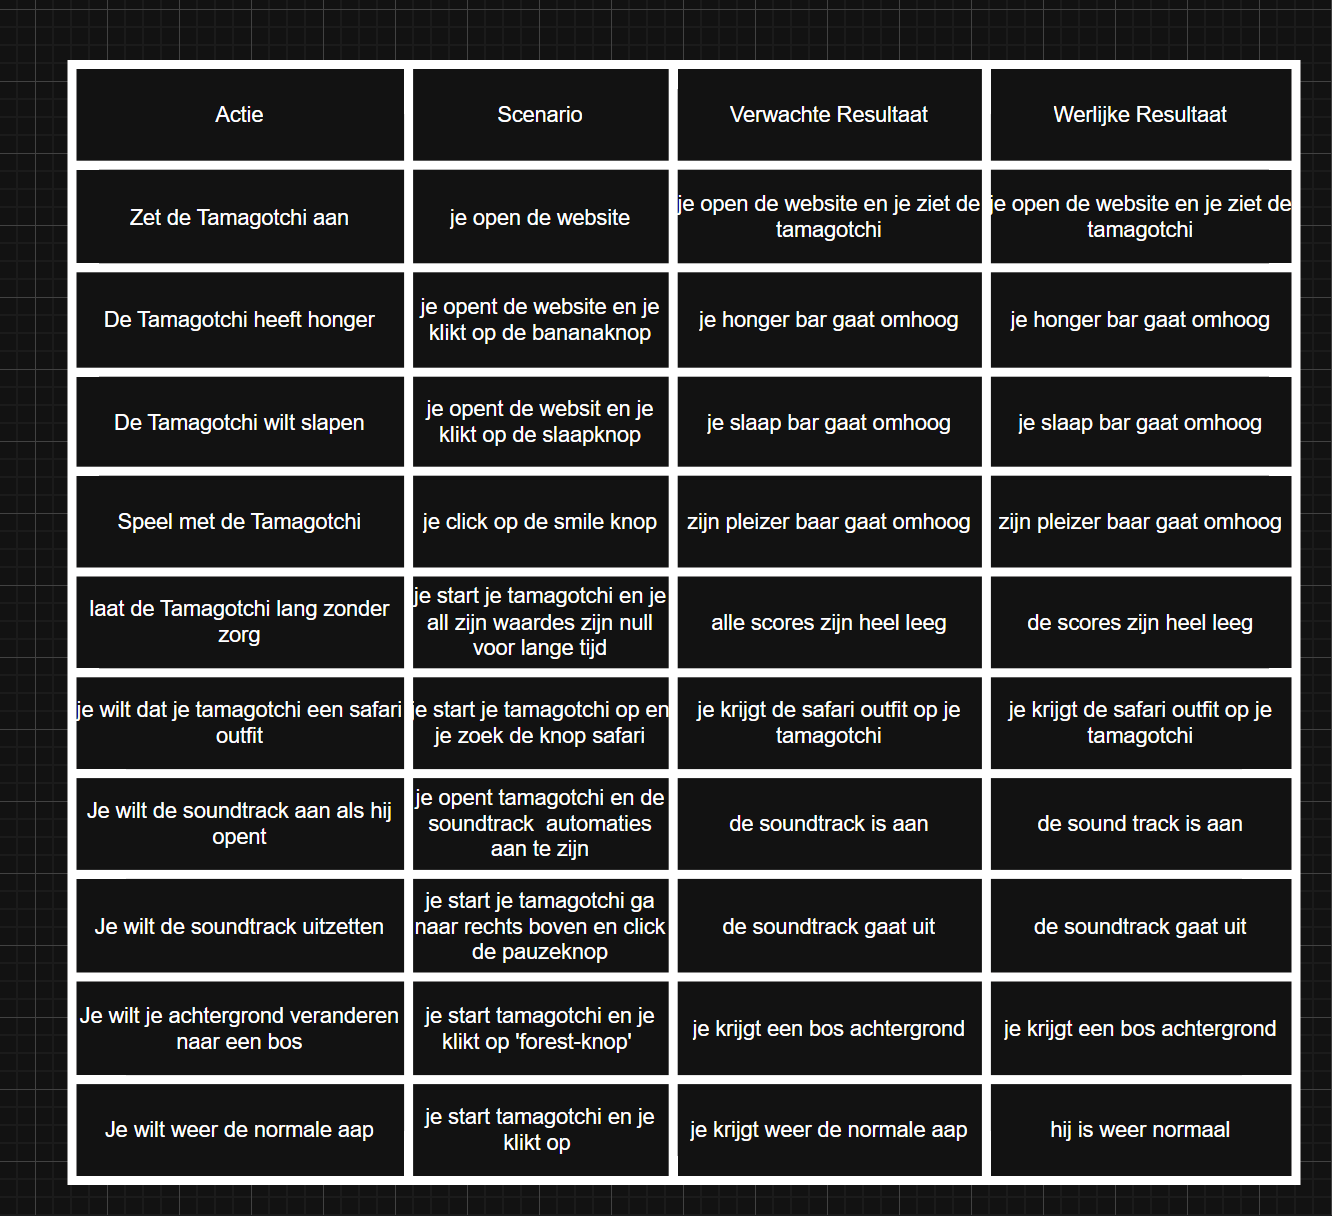 Actie
Scenario
Verwachte Resultaat
Werlijke Resultaat
Zet de Tamagotchi aan
je open de website
je open de website en je ziet de
tamagotchi
je open de website en je ziet de
tamagotchi
De Tamagotchi heeft honger
je opent de website en je
klikt op de bananaknop
je honger bar gaat omhoog
je honger bar gaat omhoog
De Tamagotchi wilt slapen
je opent de websit en je
klikt op de slaapknop
je slaap bar gaat omhoog
je slaap bar gaat omhoog
Speel met de Tamagotchi
je click op de smile knop
zijn pleizer baar gaat omhoog
zijn pleizer baar gaat omhoog
laat de Tamagotchi lang zonder
zorg
je start je tamagotchi en je
all zijn waardes zijn null
voor lange tijd
alle scores zijn heel leeg
de scores zijn heel leeg
je wilt dat je tamagotchi een safari
outfit
je start je tamagotchi op en
je zoek de knop safari
je krijgt de safari outfit op je
tamagotchi
je krijgt de safari outfit op je
tamagotchi
Je wilt de soundtrack aan als hij
opent
je opent tamagotchi en de
soundtrack  automaties
aan te zijn
de soundtrack is aan
de sound track is aan
Je wilt de soundtrack uitzetten
je start je tamagotchi ga
naar rechts boven en click
de pauzeknop
de soundtrack gaat uit
de soundtrack gaat uit
Je wilt je achtergrond veranderen
naar een bos
je start tamagotchi en je
klikt op 'forest-knop'
je krijgt een bos achtergrond
je krijgt een bos achtergrond
Je wilt weer de normale aap
je start tamagotchi en je
klikt op
je krijgt weer de normale aap
hij is weer normaal